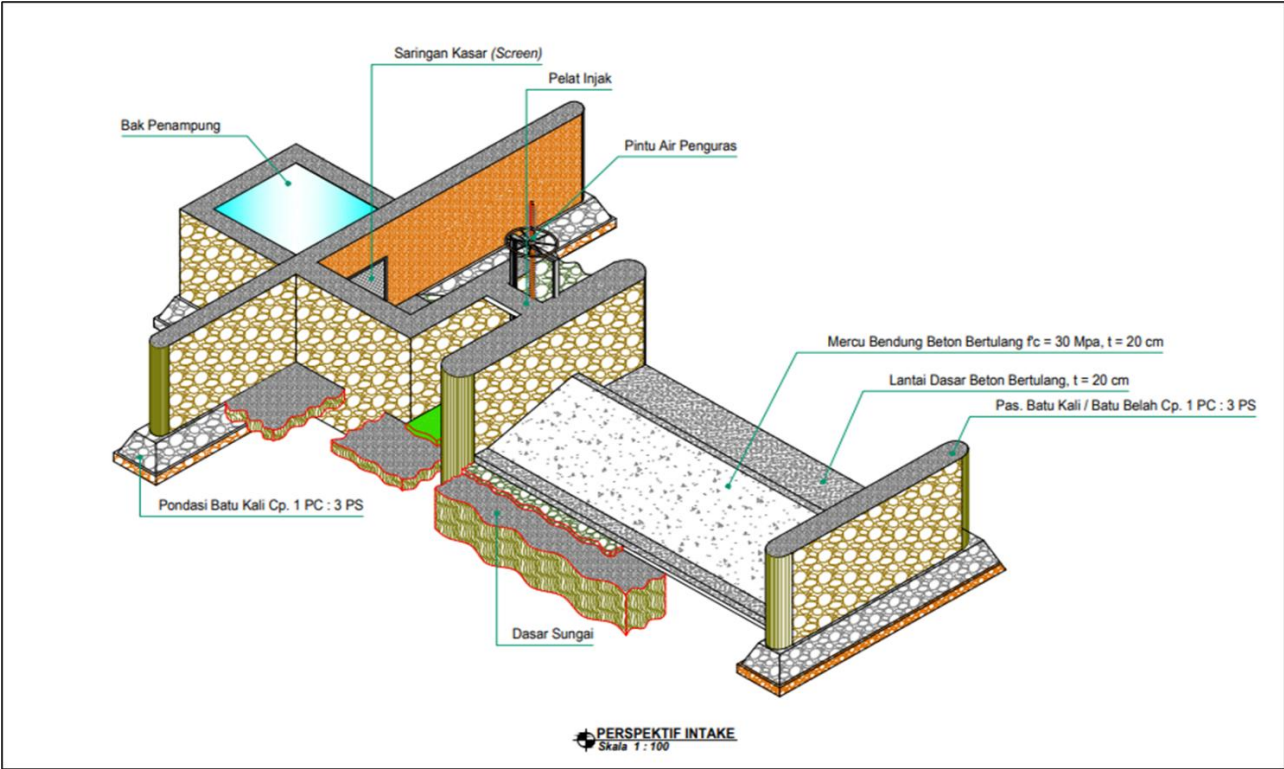 Saringan Kasar (Screen)
Pelat Injak
Bak Penampung
Pintu Air Penguras
Mercu Bendung Beton Bertulang f'c = 30 Mpa, t = 20 cm
Lantai Dasar Beton Bertulang, t = 20 cm
Pas. Batu Kali / Batu Belah Cp. 1 PC : 3 PS
Pondasi Batu Kali Cp. 1 PC : 3 PS
Dasar Sungai
PERSPEKTIF INTAKE
Skala 1 : 100